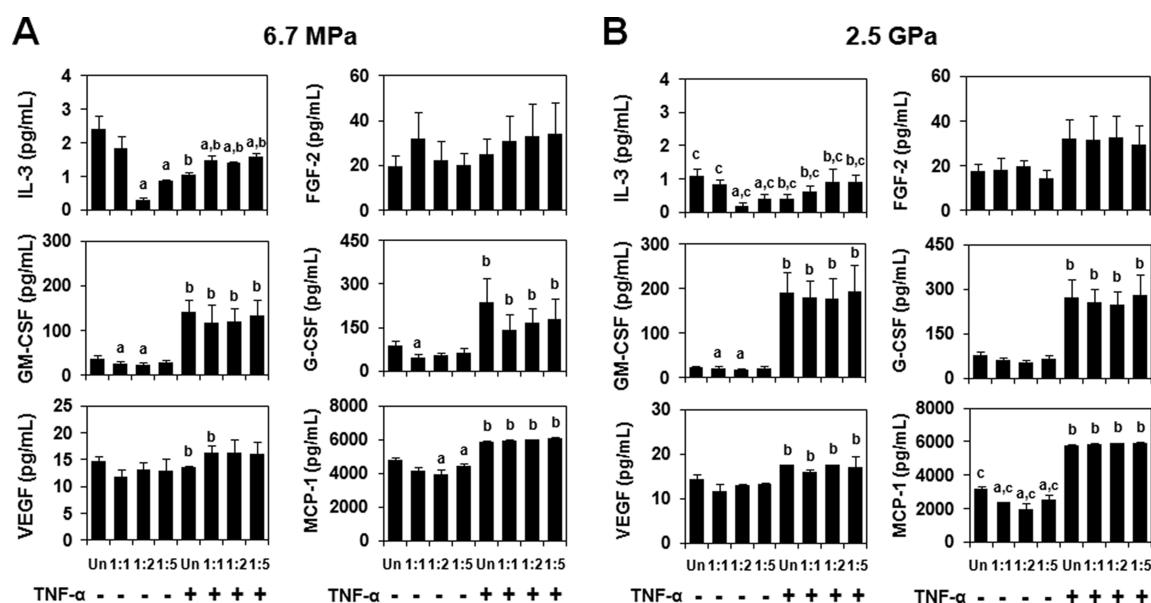 A 6.7 MPa B 2.5 GPa
IL-3 (pg/mL)
4
3
2
1
0
a
a
b
a,b
a,b
a,b
FGF-2 (pg/mL)
60
40
20
0
IL-3 (pg/mL)
4
3
2
1
0
c
c
a,c
a,c
b,c
b,c
b,c
b,c
FGF-2 (pg/mL)
60
40
20
0
GM-CSF (pg/mL)
300
200
100
0
a
a
b
b
b
b
G-CSF (pg/mL)
450
300
150
0
a
b
b
b
b
GM-CSF (pg/mL)
300
200
100
0
a
a
b
b
b
b
G-CSF (pg/mL)
450
300
150
0
b
b
b
b
VEGF (pg/mL)
25
20
15
10
5
0
b
b
MCP-1 (pg/mL)
8000
6000
4000
2000
0
a
a
b
b
b
b
VEGF (pg/mL)
30
20
10
0
b
b
b
b
MCP-1 (pg/mL)
8000
6000
4000
2000
0
c
a,c
a,c
a,c
b
b
b
b
Un 1:1 1:2 1:5 Un 1:1 1:2 1:5 Un 1:1 1:2 1:5 Un 1:1 1:2 1:5 Un 1:1 1:2 1:5 Un 1:1 1:2 1:5 Un 1:1 1:2 1:5 Un 1:1 1:2 1:5
TNF-α - - - - + + + + - - - - + + + + TNF-α - - - - + + + + - - - - + + + +